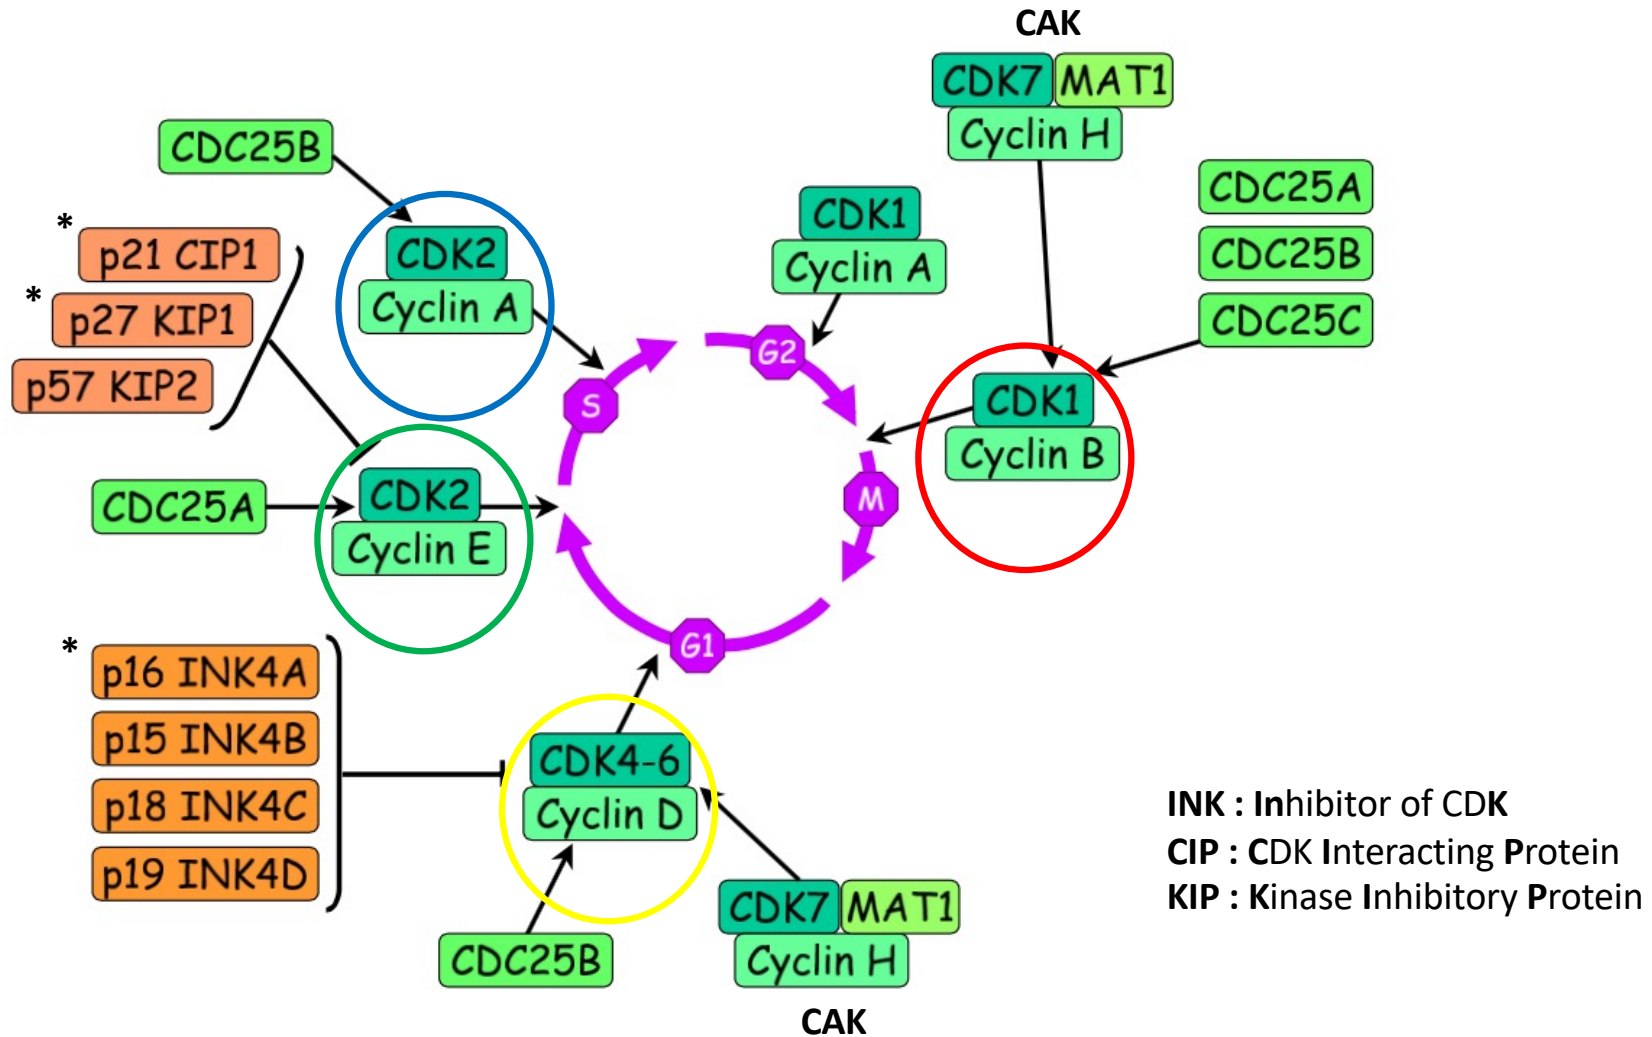 CAK
CDK7 MAT1
Cyclin H
CDC25B
CDC25A
CDC25B
CDC25C
CDK1
Cyclin A
*
p21 CIP1
*
p27 KIP1
p57 KIP2
CDK2
Cyclin A
G2
S
CDK1
Cyclin B
M
CDC25A
CDK2
Cyclin E
G1
*
p16 INK4A
p15 INK4B
p18 INK4C
p19 INK4D
CDK4-6
Cyclin D
CDC25B
CDK7 MAT1
Cyclin H
CAK
INK : Inhibitor of CDK
CIP : CDK Interacting Protein
KIP : Kinase Inhibitory Protein